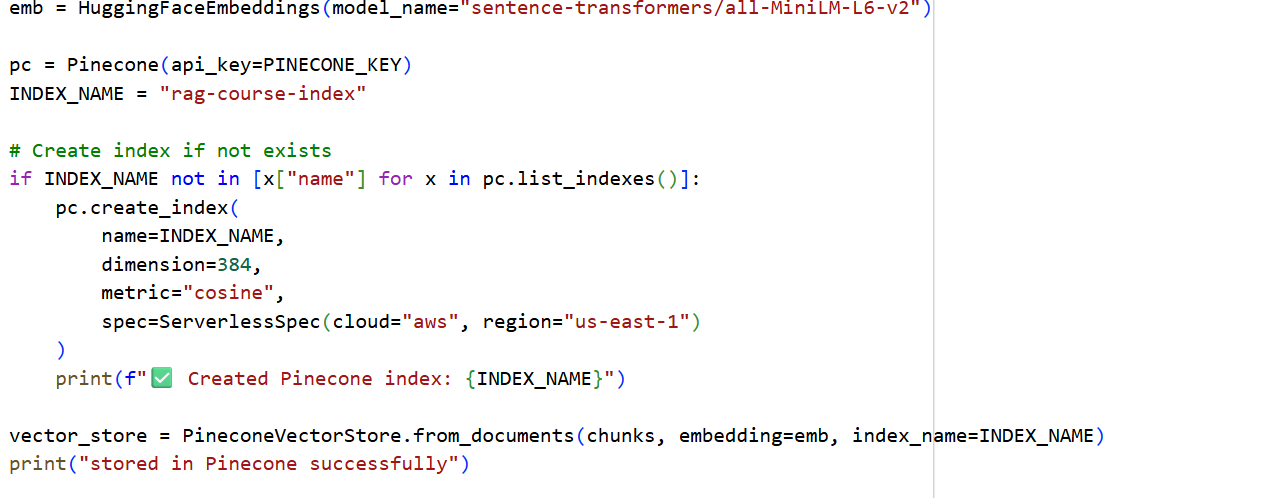 emb = HuggingFaceEmbeddings(model_name="sentence-transformers/all-MiniLM-L6-v2")

pc = Pinecone(api_key=PINECONE_KEY)
INDEX_NAME = "rag-course-index"

# Create index if not exists
if INDEX_NAME not in [x["name"] for x in pc.list_indexes()]:
    pc.create_index(
        name=INDEX_NAME,
        dimension=384,
        metric="cosine",
        spec=ServerlessSpec(cloud="aws", region="us-east-1")
    )
    print(f"✅ Created Pinecone index: {INDEX_NAME}")

vector_store = PineconeVectorStore.from_documents(chunks, embedding=emb, index_name=INDEX_NAME)
print("stored in Pinecone successfully")